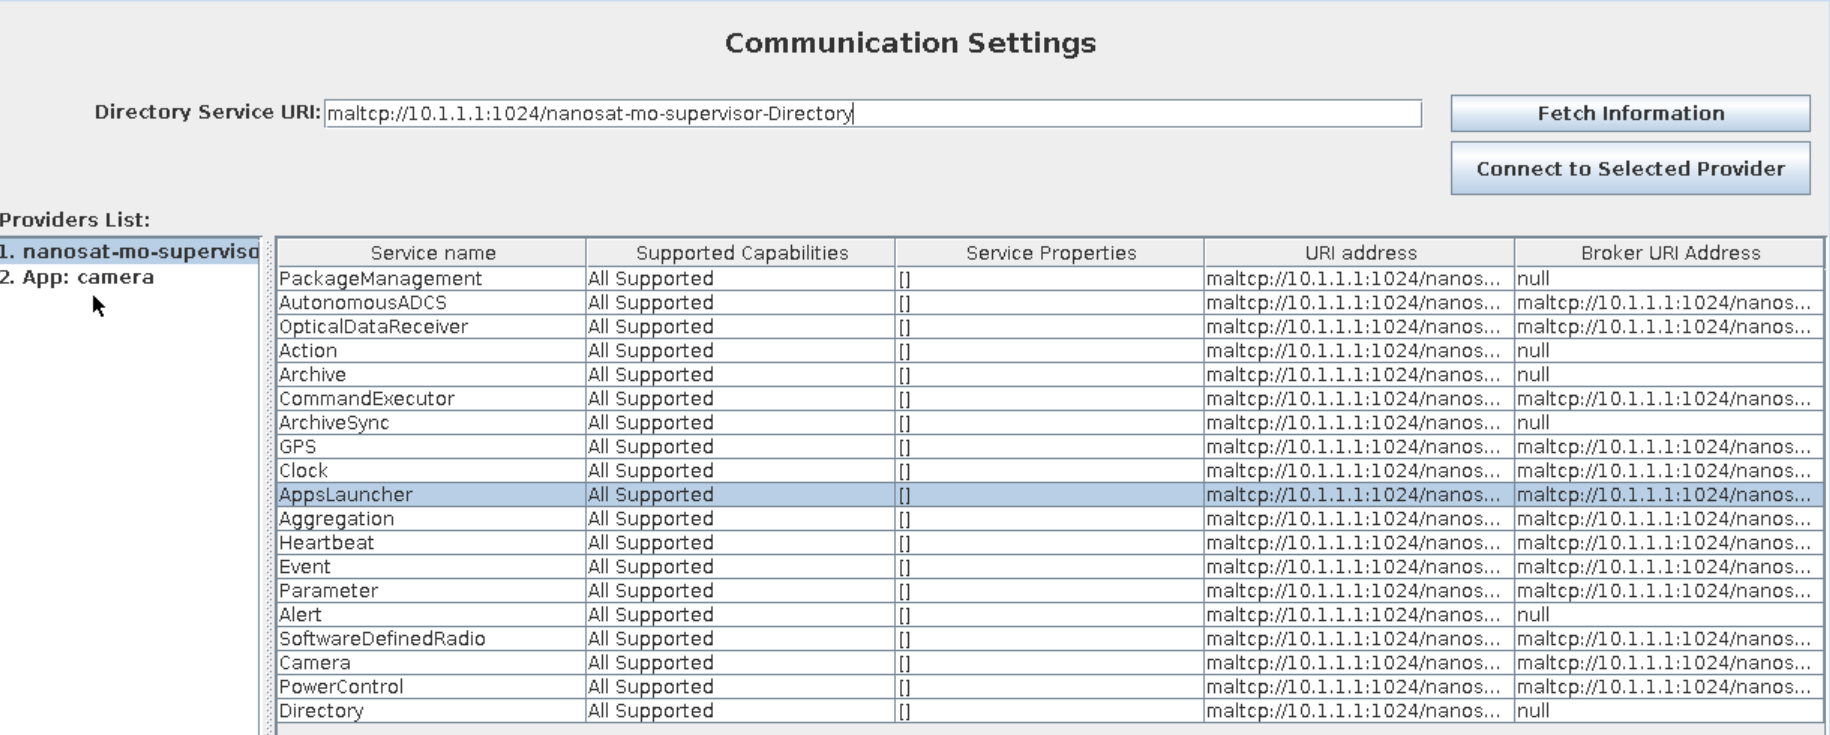 Communication Settings
Directory Service URI: maltcp://10.1.1.1:1024/nanosat-mo-supervisor-Directory Fetch Information
Connect to Selected Provider
Providers List:
1. nanosat-mo-superviso
2. App: camera
Service name Supported Capabilities Service Properties URI address Broker URI Address
PackageManagement All Supported [] maltcp://10.1.1.1:1024/nanos... null
AutonomousADCS All Supported [] maltcp://10.1.1.1:1024/nanos... maltcp://10.1.1.1:1024/nanos...
OpticalDataReceiver All Supported [] maltcp://10.1.1.1:1024/nanos... maltcp://10.1.1.1:1024/nanos...
Action All Supported [] maltcp://10.1.1.1:1024/nanos... null
Archive All Supported [] maltcp://10.1.1.1:1024/nanos... null
CommandExecutor All Supported [] maltcp://10.1.1.1:1024/nanos... maltcp://10.1.1.1:1024/nanos...
ArchiveSync All Supported [] maltcp://10.1.1.1:1024/nanos... null
GPS All Supported [] maltcp://10.1.1.1:1024/nanos... maltcp://10.1.1.1:1024/nanos...
Clock All Supported [] maltcp://10.1.1.1:1024/nanos... maltcp://10.1.1.1:1024/nanos...
AppsLauncher All Supported [] maltcp://10.1.1.1:1024/nanos... maltcp://10.1.1.1:1024/nanos...
Aggregation All Supported [] maltcp://10.1.1.1:1024/nanos... maltcp://10.1.1.1:1024/nanos...
Heartbeat All Supported [] maltcp://10.1.1.1:1024/nanos... maltcp://10.1.1.1:1024/nanos...
Event All Supported [] maltcp://10.1.1.1:1024/nanos... maltcp://10.1.1.1:1024/nanos...
Parameter All Supported [] maltcp://10.1.1.1:1024/nanos... maltcp://10.1.1.1:1024/nanos...
Alert All Supported [] maltcp://10.1.1.1:1024/nanos... null
SoftwareDefinedRadio All Supported [] maltcp://10.1.1.1:1024/nanos... maltcp://10.1.1.1:1024/nanos...
Camera All Supported [] maltcp://10.1.1.1:1024/nanos... maltcp://10.1.1.1:1024/nanos...
PowerControl All Supported [] maltcp://10.1.1.1:1024/nanos... maltcp://10.1.1.1:1024/nanos...
Directory All Supported [] maltcp://10.1.1.1:1024/nanos... null